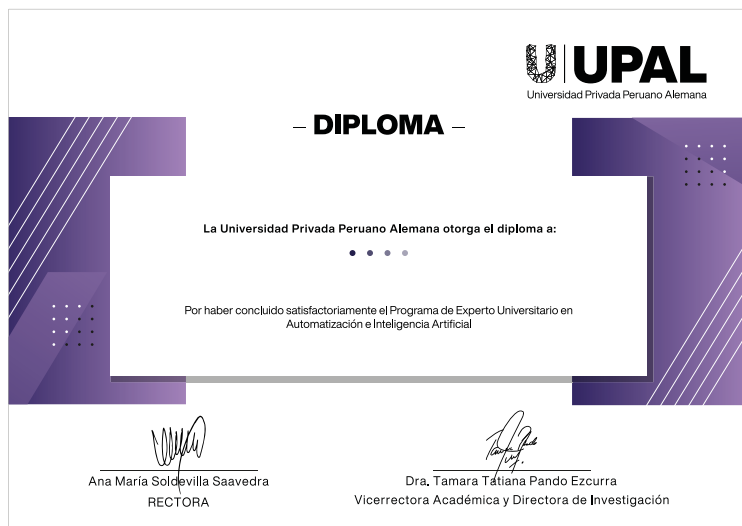 UPAL
Universidad Privada Peruano Alemana
– DIPLOMA –
La Universidad Privada Peruano Alemana otorga el diploma a:
Por haber concluido satisfactoriamente el Programa de Experto Universitario en
Automatización e Inteligencia Artificial
Ana María Soldevilla Saavedra
RECTORA
Dra. Tamara Tatiana Pando Ezcurra
Vicerrectora Académica y Directora de Investigación